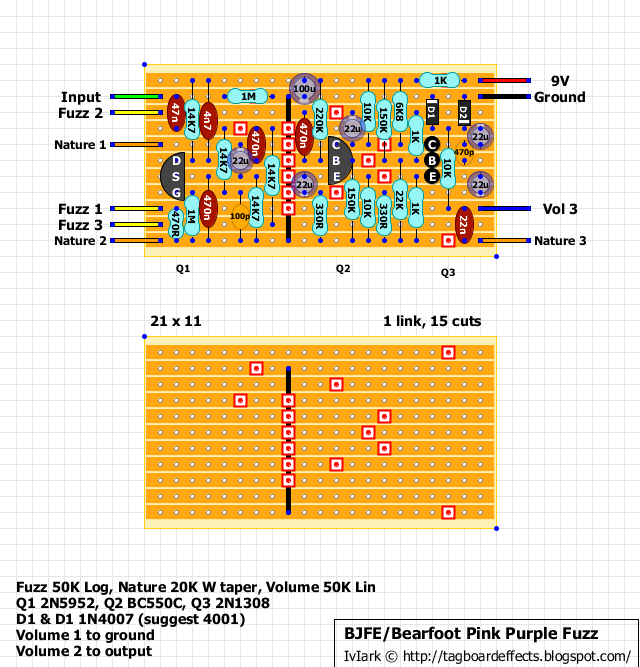 1K
9V
Input
1M
100u
Ground
Fuzz 2
47n
14K7
4n7
220K
10K
150K
6K8
D1
D2
Nature 1
14K7
470n
470n
22u
1K
22u
470p
22u
C
B
C
B
E
10K
D
S
G
14K7
22u
22u
Fuzz 1
1M
470n
100p
14K7
330R
150K
10K
330R
22K
1K
Vol 3
Fuzz 3
470R
22n
Nature 2
Nature 3
Q1
Q2
Q3
21 x 11
1 link, 15 cuts
Fuzz 50K Log, Nature 20K W taper, Volume 50K Lin
Q1 2N5952, Q2 BC550C, Q3 2N1308
D1 & D1 1N4007 (suggest 4001)
Volume 1 to ground
Volume 2 to output
BJFE/Bearfoot Pink Purple Fuzz
IvIark © http://tagboardeffects.blogspot.com/